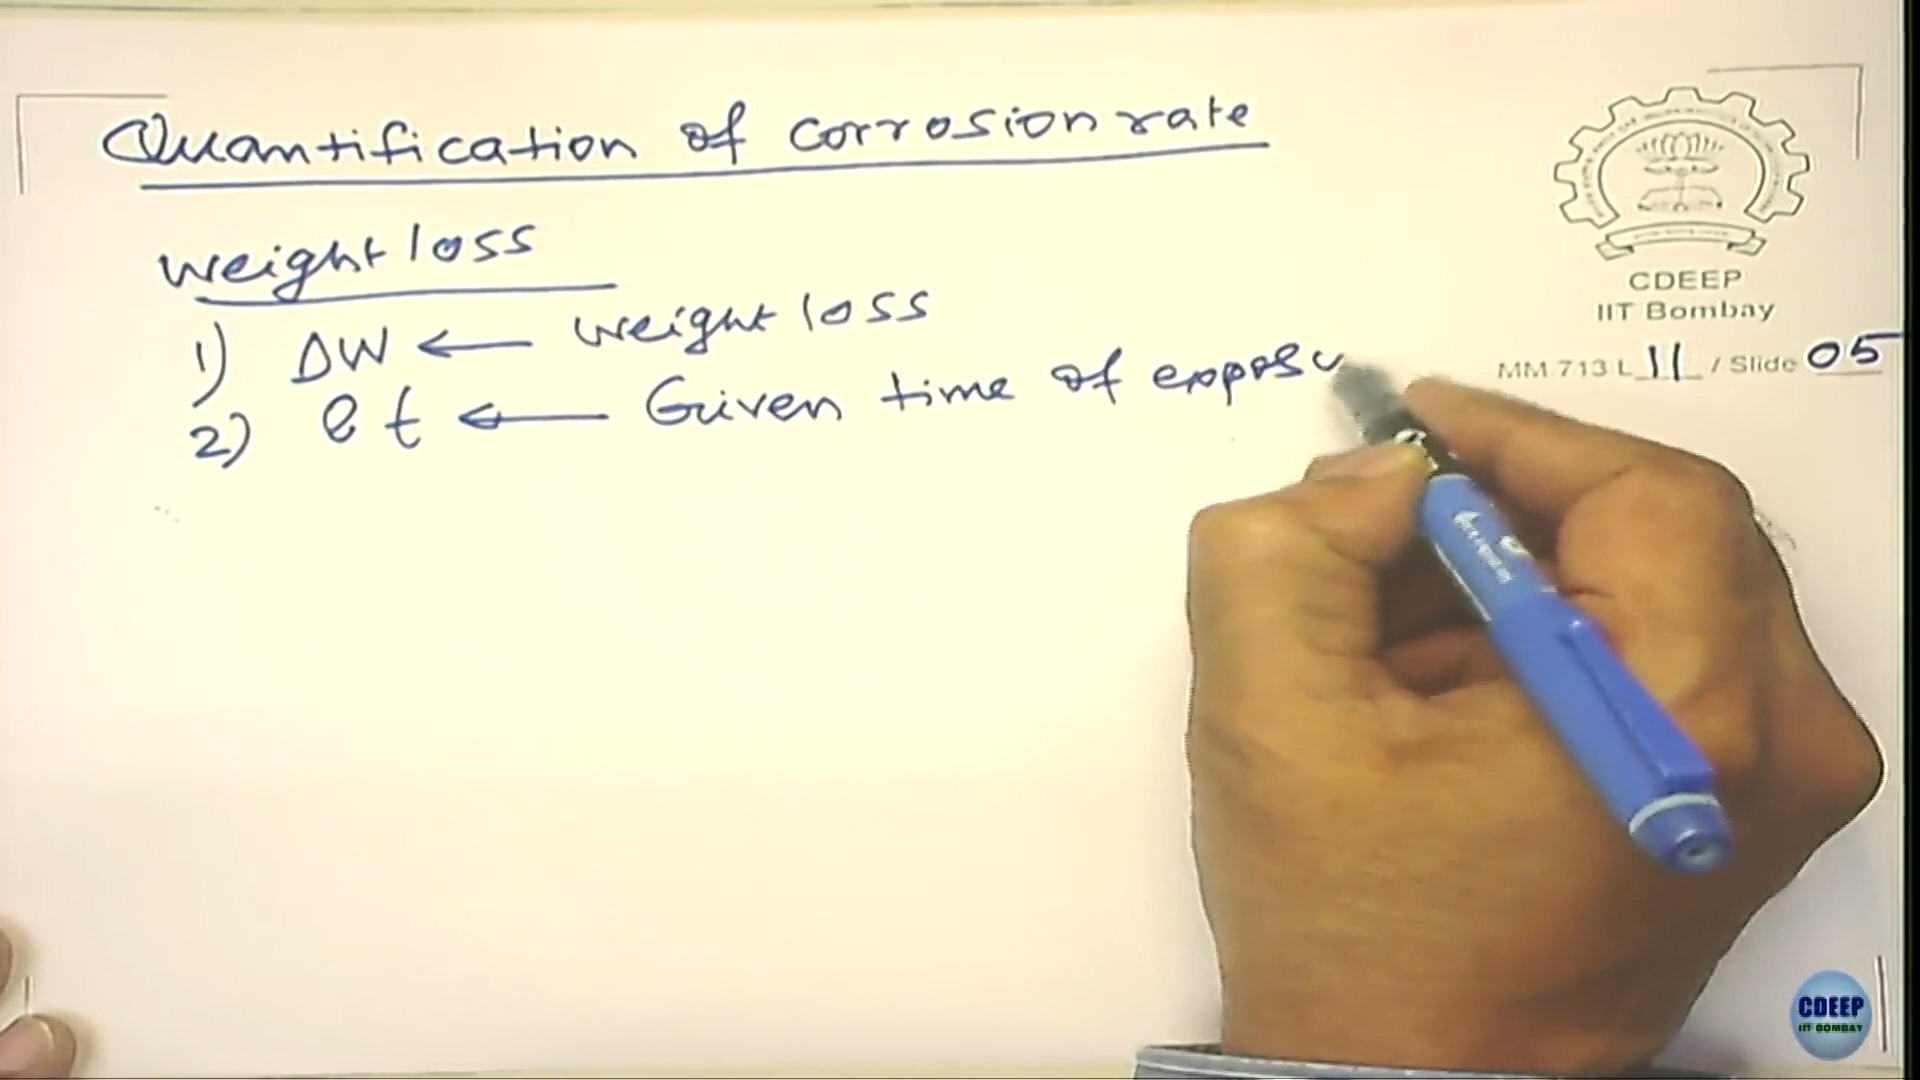 Quantification of corrosion rate
weight loss
1) ΔW ← weight loss
2) @ t ← Given time of exposu
CDEEP
IIT Bombay
MM 713 L 11 / Slide 05
CDEEP
IIT BOMBAY